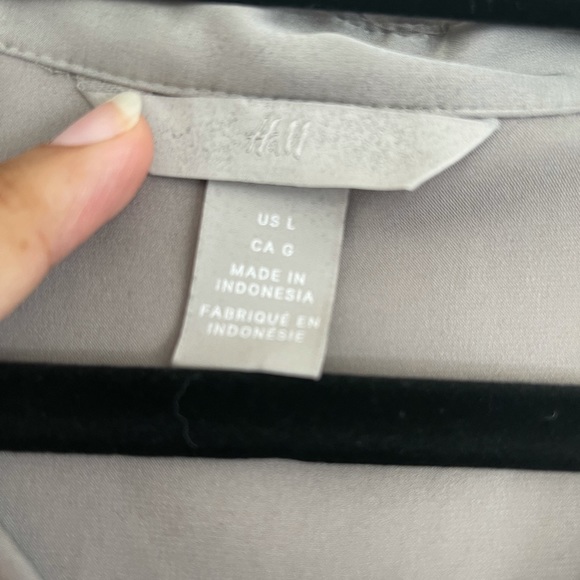 H&M
US L
CA G
MADE IN
INDONESIA
FABRIQUÉ EN
INDONÉSIE